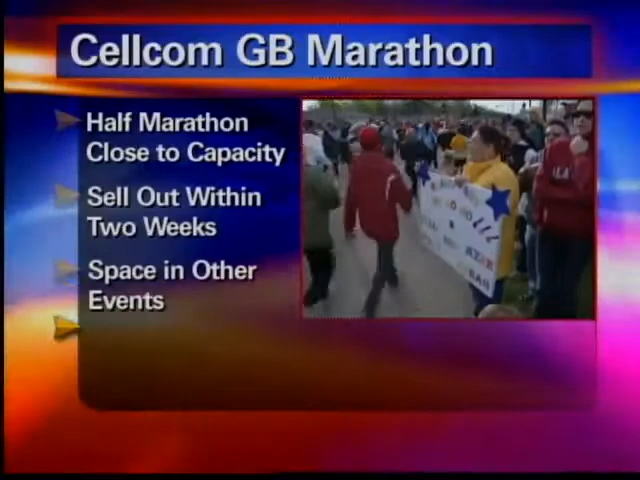 Cellcom GB Marathon
Half Marathon
Close to Capacity
Sell Out Within
Two Weeks
Space in Other
Events